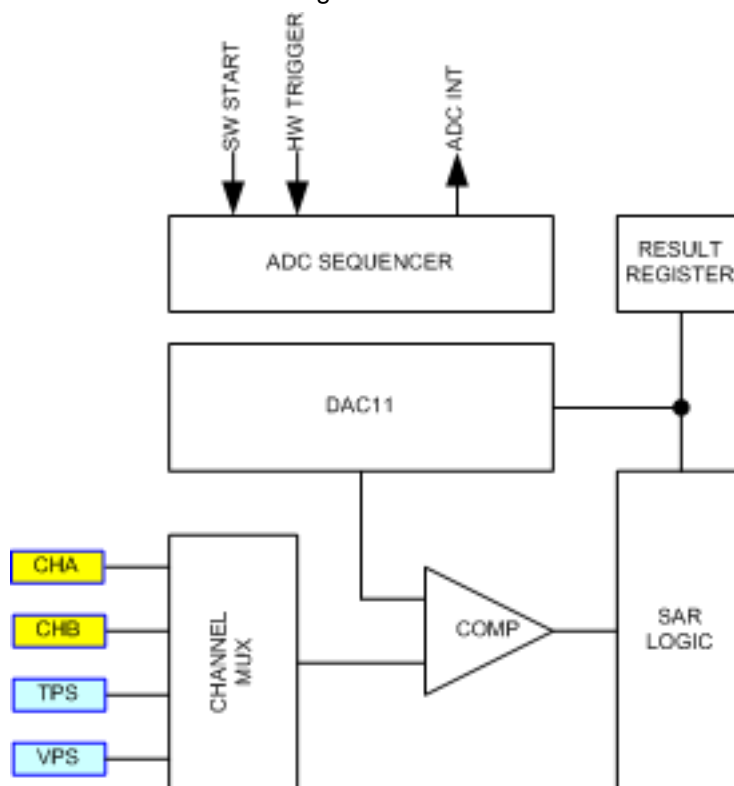 SW START
HW TRIGGER
ADC INT
ADC SEQUENCER
RESULT
REGISTER
DAC11
CHA
CHB
TPS
VPS
CHANNEL
MUX
COMP
SAR
LOGIC